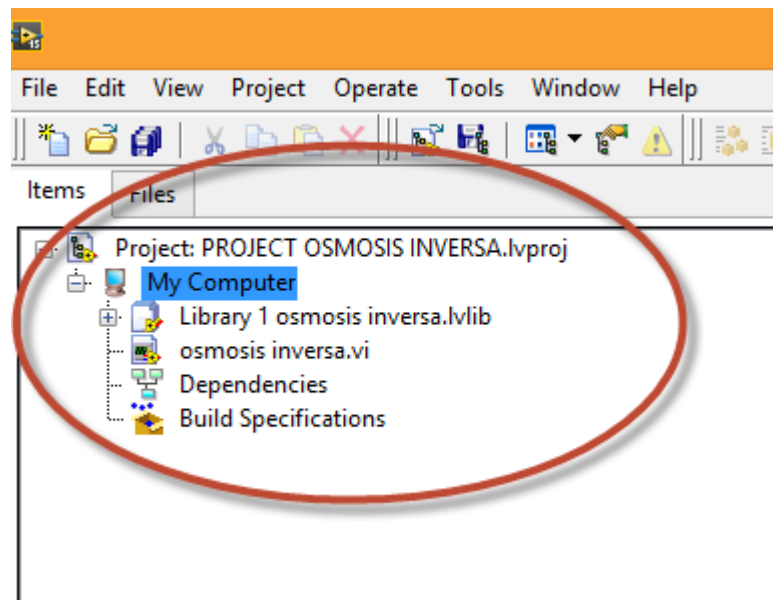 15
File Edit View Project Operate Tools Window Help
Items Files
Project: PROJECT OSMOSIS INVERSA.lvproj
My Computer
Library 1 osmosis inversa.lvlib
osmosis inversa.vi
Dependencies
Build Specifications